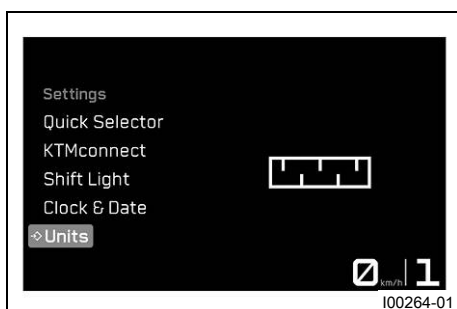 Settings
Quick Selector
KTMconnect
Shift Light
Clock & Date
Units
0 km/h 1
I00264-01